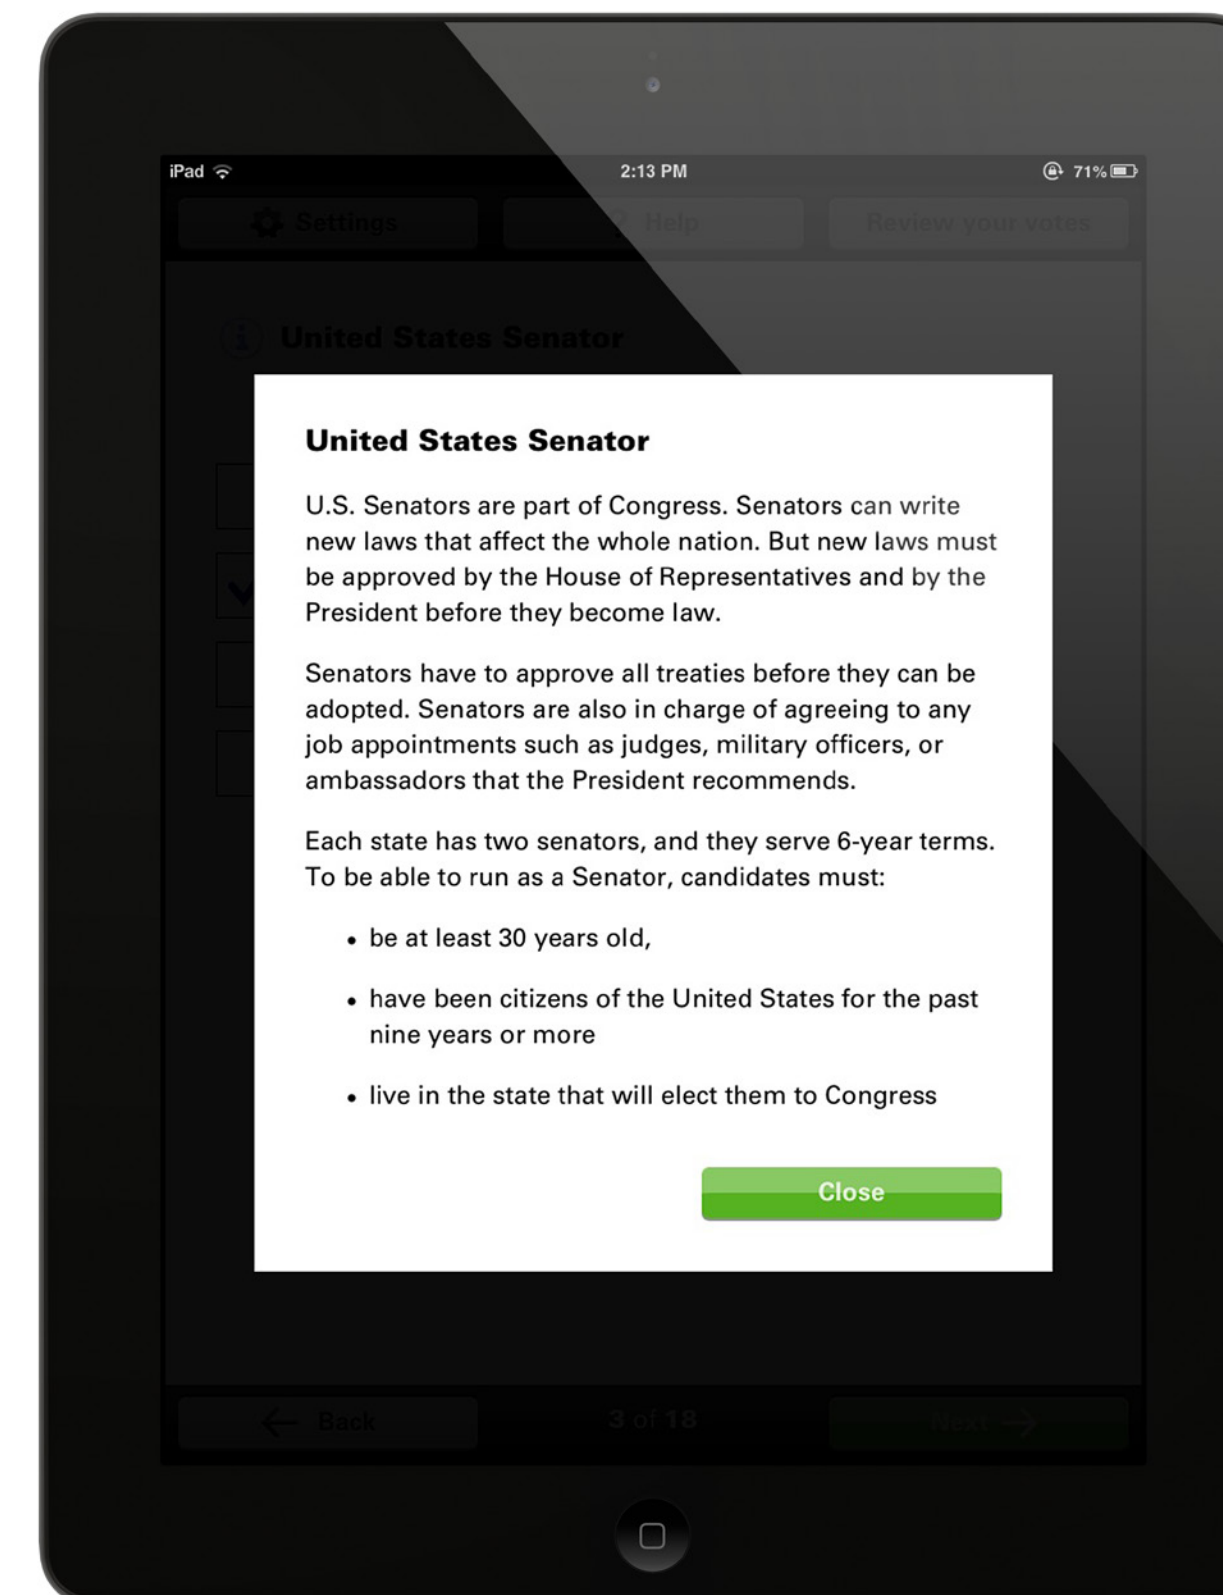 iPad 2:13 PM 71%
Settings Help Review your votes
United States Senator
United States Senator
U.S. Senators are part of Congress. Senators can write
new laws that affect the whole nation. But new laws must
be approved by the House of Representatives and by the
President before they become law.
Senators have to approve all treaties before they can be
adopted. Senators are also in charge of agreeing to any
job appointments such as judges, military officers, or
ambassadors that the President recommends.
Each state has two senators, and they serve 6-year terms.
To be able to run as a Senator, candidates must:
• be at least 30 years old,
• have been citizens of the United States for the past
nine years or more
• live in the state that will elect them to Congress
Close
Back 3 of 18 Next